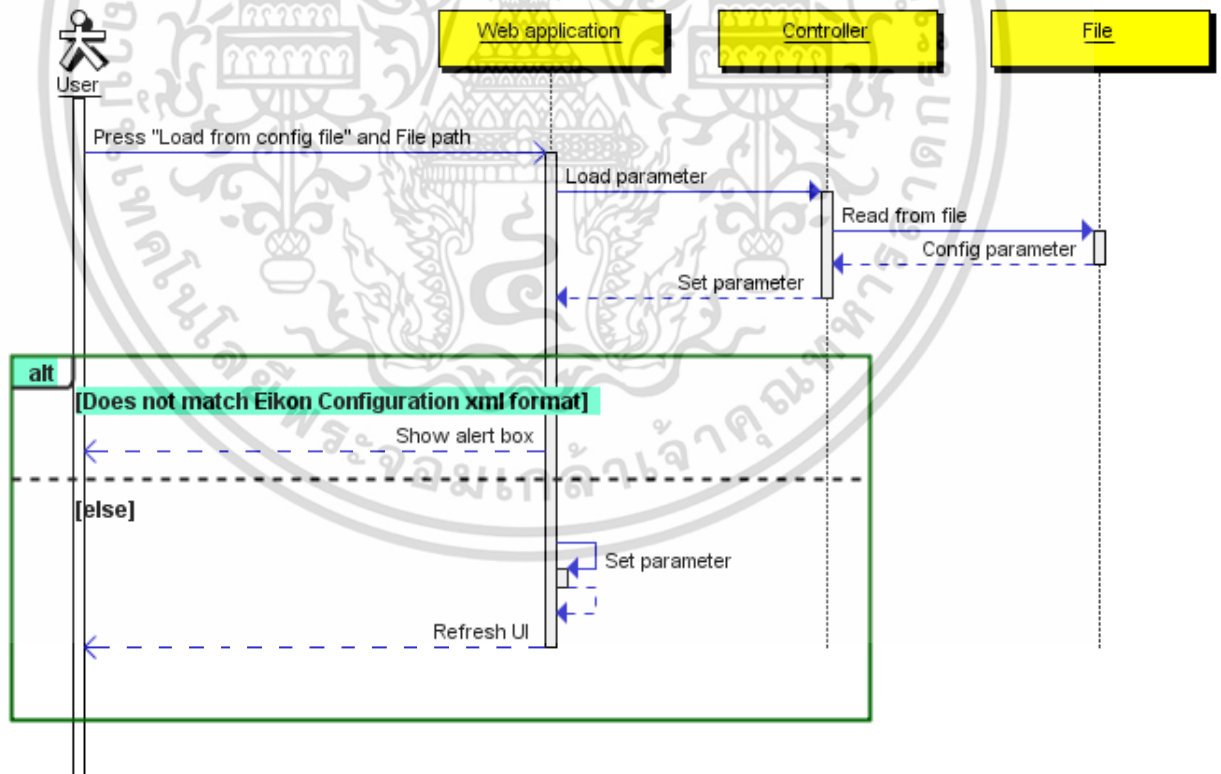 Web application
Controller
File
User
Press "Load from config file" and File path
Load parameter
Read from file
Config parameter
Set parameter
alt
[Does not match Eikon Configuration xml format]
Show alert box
[else]
Set parameter
Refresh UI